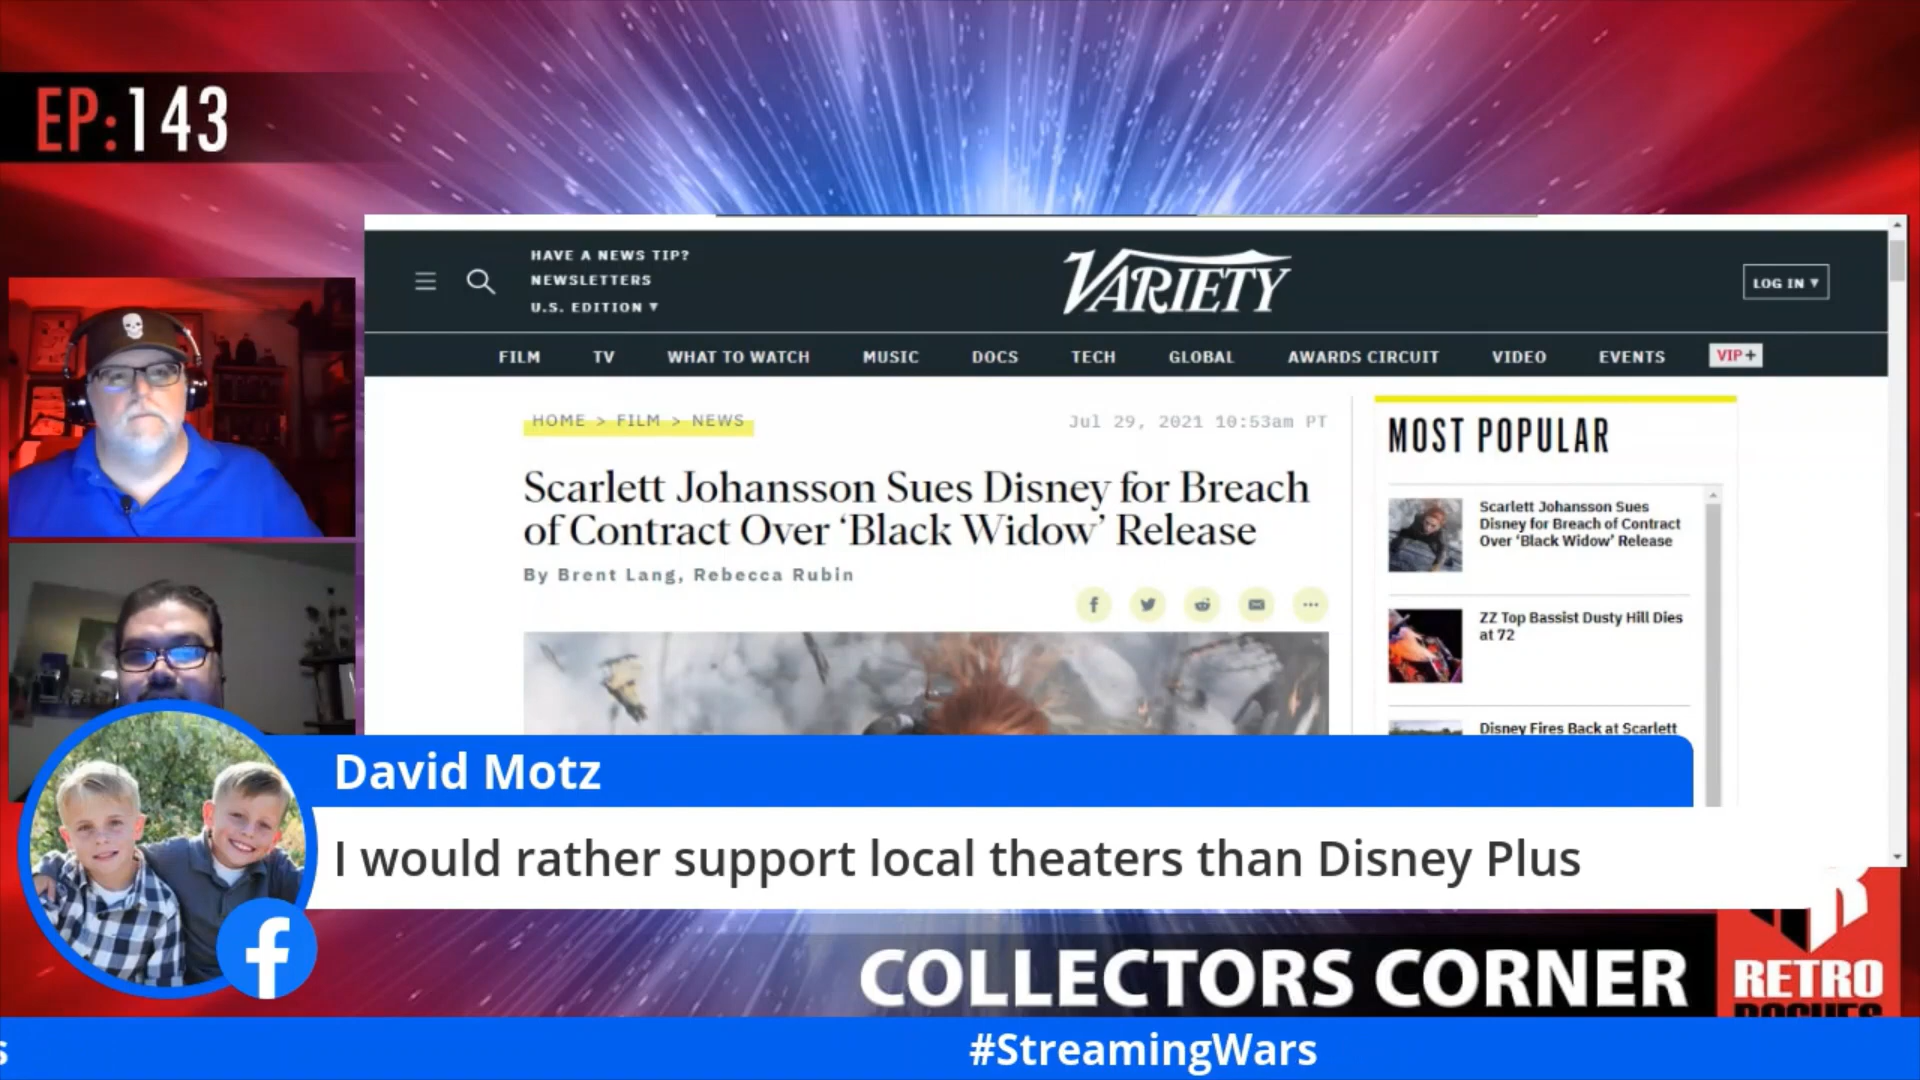 EP:143
HAVE A NEWS TIP?
NEWSLETTERS
U.S. EDITION ▾
VARIETY
LOG IN ▾
FILM TV WHAT TO WATCH MUSIC DOCS TECH GLOBAL AWARDS CIRCUIT VIDEO EVENTS VIP+
HOME > FILM > NEWS
Jul 29, 2021 10:53am PT
Scarlett Johansson Sues Disney for Breach
of Contract Over ‘Black Widow’ Release
By Brent Lang, Rebecca Rubin
MOST POPULAR
Scarlett Johansson Sues
Disney for Breach of Contract
Over ‘Black Widow’ Release
ZZ Top Bassist Dusty Hill Dies
at 72
Disney Fires Back at Scarlett
David Motz
I would rather support local theaters than Disney Plus
COLLECTORS CORNER
RETRO
ROGUES
#StreamingWars